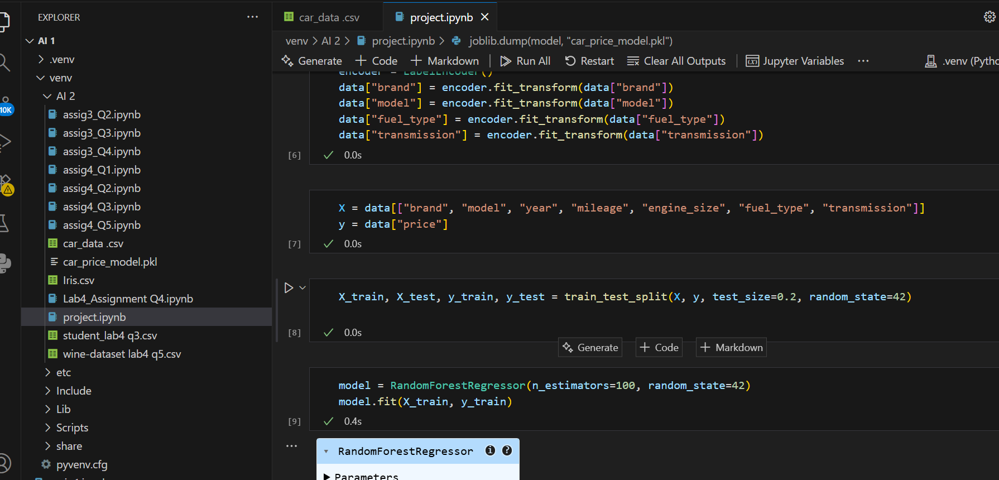 EXPLORER
AI 1
.venv
venv
AI 2
assig3_Q2.ipynb
assig3_Q3.ipynb
assig3_Q4.ipynb
assig4_Q1.ipynb
assig4_Q2.ipynb
assig4_Q3.ipynb
assig4_Q5.ipynb
car_data .csv
car_price_model.pkl
Iris.csv
Lab4_Assignment Q4.ipynb
project.ipynb
student_lab4 q3.csv
wine-dataset lab4 q5.csv
etc
Include
Lib
Scripts
share
pyvenv.cfg
10K
car_data .csv
project.ipynb
venv > AI 2 > project.ipynb > joblib.dump(model, "car_price_model.pkl")
Generate + Code + Markdown | Run All Restart Clear All Outputs | Jupyter Variables ··· .venv (Pytho
encoder = LabelEncoder()
data["brand"] = encoder.fit_transform(data["brand"])
data["model"] = encoder.fit_transform(data["model"])
data["fuel_type"] = encoder.fit_transform(data["fuel_type"])
data["transmission"] = encoder.fit_transform(data["transmission"])
[6] ✓ 0.0s
X = data[["brand", "model", "year", "mileage", "engine_size", "fuel_type", "transmission"]]
y = data["price"]
[7] ✓ 0.0s
X_train, X_test, y_train, y_test = train_test_split(X, y, test_size=0.2, random_state=42)
[8] ✓ 0.0s
Generate + Code + Markdown
model = RandomForestRegressor(n_estimators=100, random_state=42)
model.fit(X_train, y_train)
[9] ✓ 0.4s
RandomForestRegressor i ?
Parameters